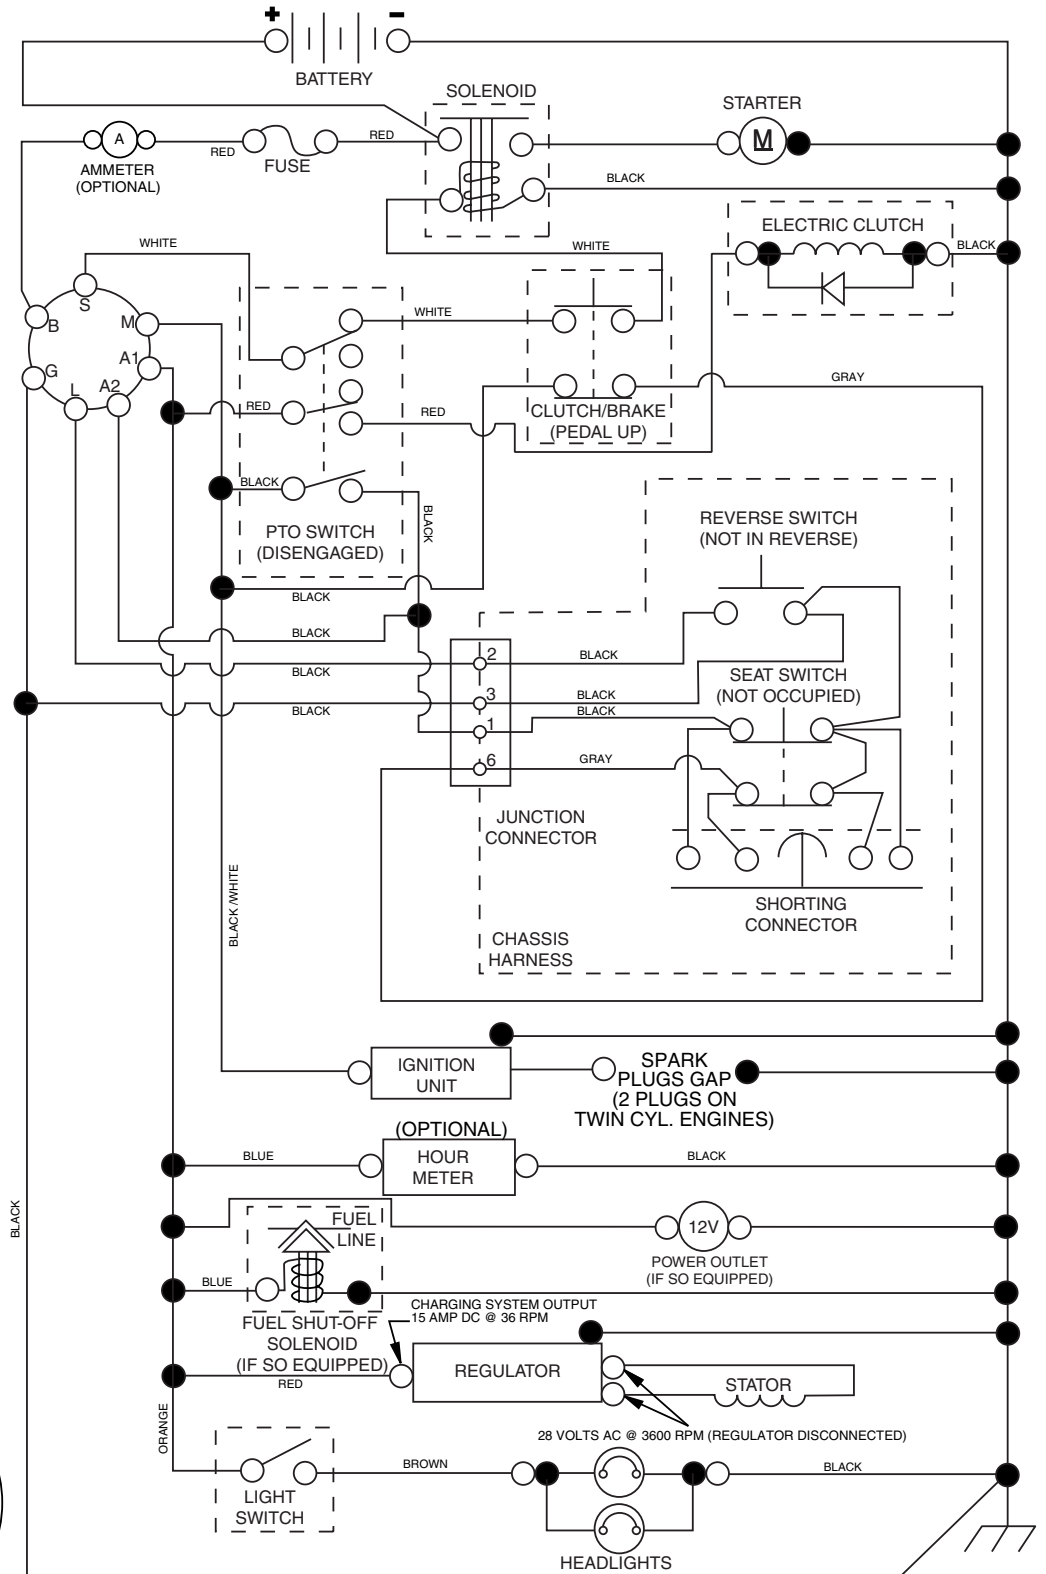 + -
BATTERY
SOLENOID
STARTER
A
RED
FUSE
RED
M
AMMETER
(OPTIONAL)
BLACK
WHITE
WHITE
ELECTRIC CLUTCH
BLACK
S
B
M
WHITE
A1
G
A2
L
RED
RED
GRAY
CLUTCH/BRAKE
(PEDAL UP)
BLACK
BLACK
PTO SWITCH
(DISENGAGED)
REVERSE SWITCH
(NOT IN REVERSE)
BLACK
BLACK
2
BLACK
BLACK
SEAT SWITCH
(NOT OCCUPIED)
3
BLACK
BLACK
BLACK
1
6
GRAY
JUNCTION
CONNECTOR
BLACK /WHITE
SHORTING
CONNECTOR
CHASSIS
HARNESS
IGNITION
UNIT
SPARK
PLUGS GAP
(2 PLUGS ON
TWIN CYL. ENGINES)
(OPTIONAL)
BLUE
HOUR
METER
BLACK
BLACK
FUEL
LINE
12V
POWER OUTLET
(IF SO EQUIPPED)
BLUE
CHARGING SYSTEM OUTPUT
15 AMP DC @ 36 RPM
FUEL SHUT-OFF
SOLENOID
(IF SO EQUIPPED)
RED
REGULATOR
STATOR
ORANGE
28 VOLTS AC @ 3600 RPM (REGULATOR DISCONNECTED)
BROWN
BLACK
LIGHT
SWITCH
HEADLIGHTS